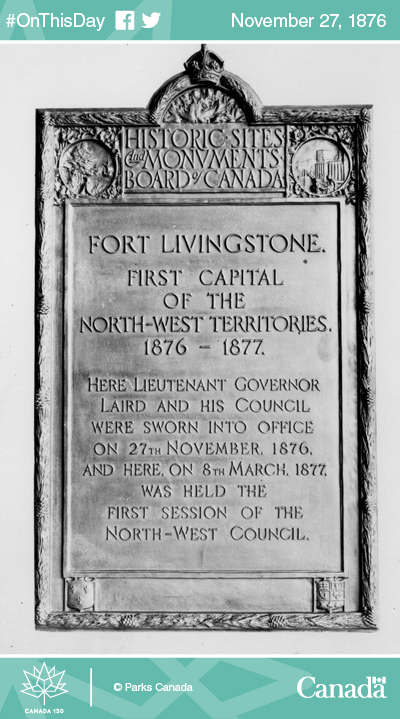 #OnThisDay
November 27, 1876
HISTORIC SITES
and MONVMENTS
BOARD of CANADA
FORT LIVINGSTONE.
FIRST CAPITAL
OF THE
NORTH-WEST TERRITORIES.
1876 – 1877.
HERE LIEUTENANT GOVERNOR
LAIRD AND HIS COUNCIL
WERE SWORN INTO OFFICE
ON 27TH NOVEMBER, 1876,
AND HERE, ON 8TH MARCH, 1877,
WAS HELD THE
FIRST SESSION OF THE
NORTH-WEST COUNCIL.
CANADA 150
© Parks Canada
Canada